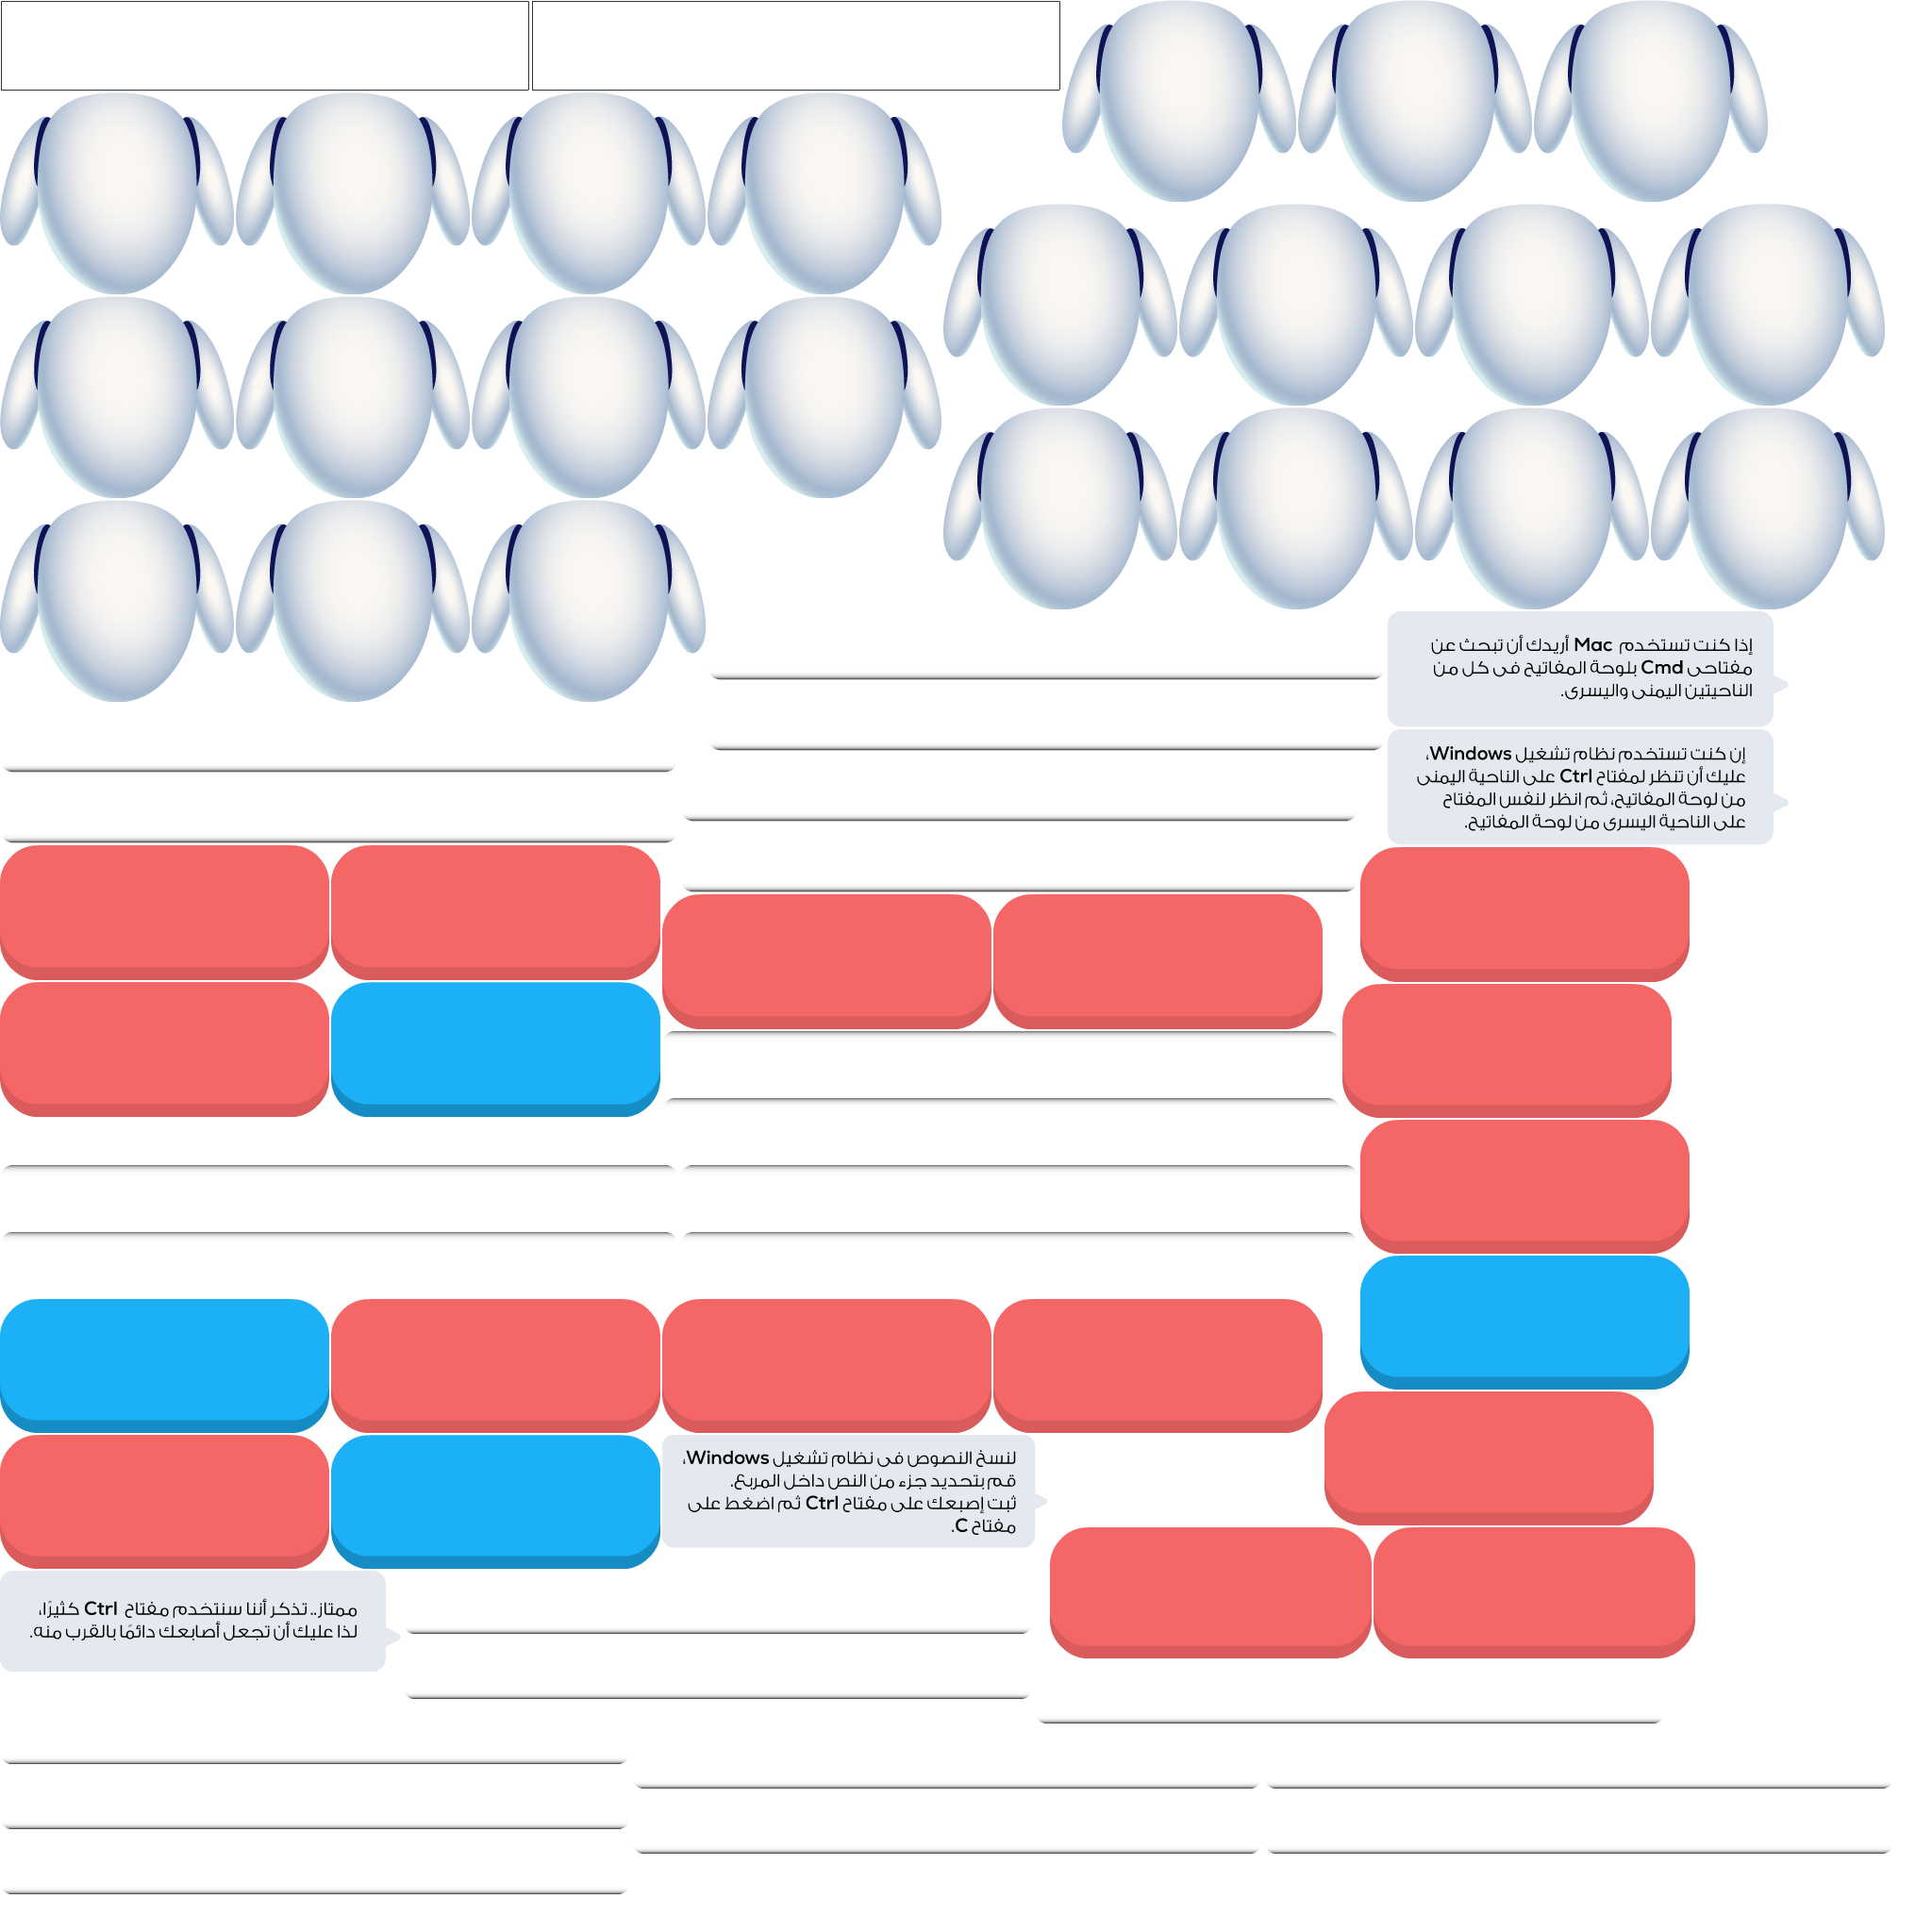 إذا كنت تستخدم Mac أريدك أن تبحث عن
مفتاحى Cmd بلوحة المفاتيح فى كل من
الناحيتين اليمنى واليسرى.
إن كنت تستخدم نظام تشغيل Windows،
عليك أن تنظر لمفتاح Ctrl على الناحية اليمنى
من لوحة المفاتيح، ثم انظر لنفس المفتاح
على الناحية اليسرى من لوحة المفاتيح.
لنسخ النصوص فى نظام تشغيل Windows،
قم بتحديد جزء من النص داخل المربع.
ثبت إصبعك على مفتاح Ctrl ثم اضغط على
مفتاح C.
ممتاز.. تذكر أننا سنتخدم مفتاح Ctrl كثيرًا،
لذا عليك أن تجعل أصابعك دائمًا بالقرب منه.